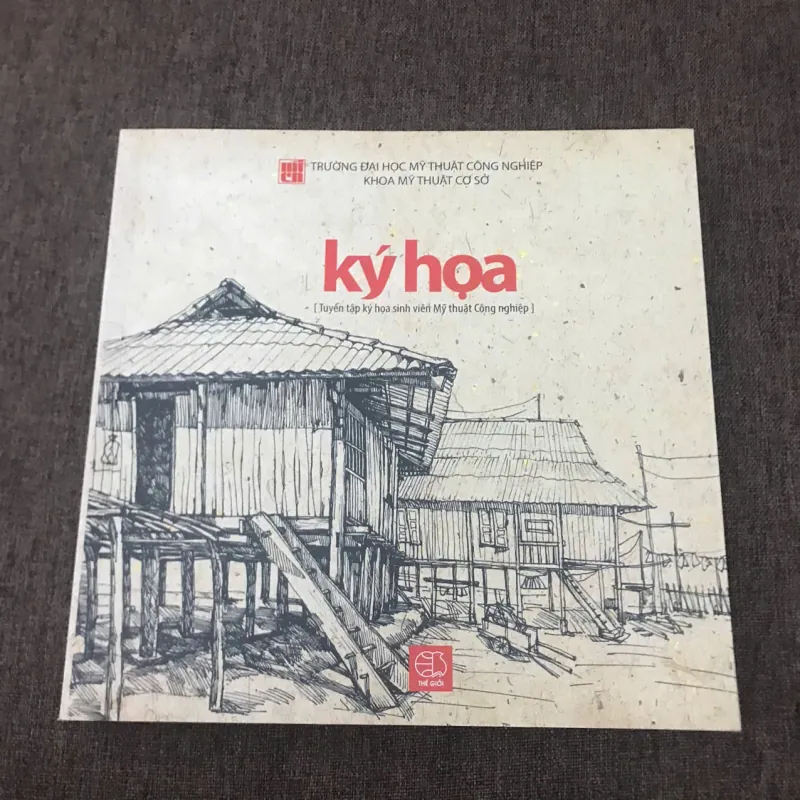 TRƯỜNG ĐẠI HỌC MỸ THUẬT CÔNG NGHIỆP
KHOA MỸ THUẬT CƠ SỞ
ký họa
[ Tuyển tập ký họa sinh viên Mỹ thuật Công nghiệp ]
THẾ GIỚI